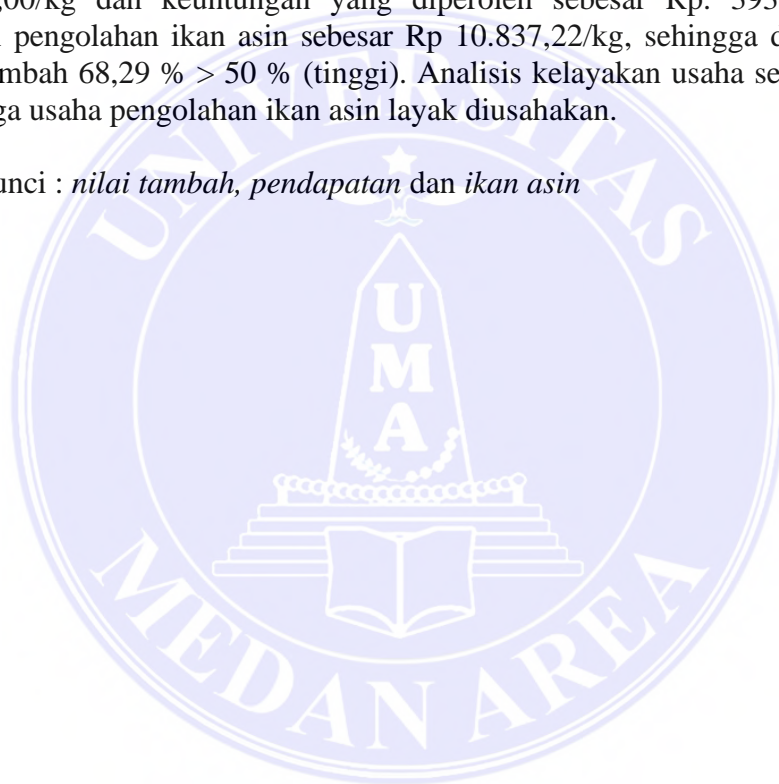 ,00/kg dan keuntungan yang diperoleh sebesar Rp. 393
pengolahan ikan asin sebesar Rp 10.837,22/kg, sehingga d
mbah 68,29 % > 50 % (tinggi). Analisis kelayakan usaha se
ga usaha pengolahan ikan asin layak diusahakan.
unci : nilai tambah, pendapatan dan ikan asin
UNIVERSITAS
U
M
A
MEDAN AREA